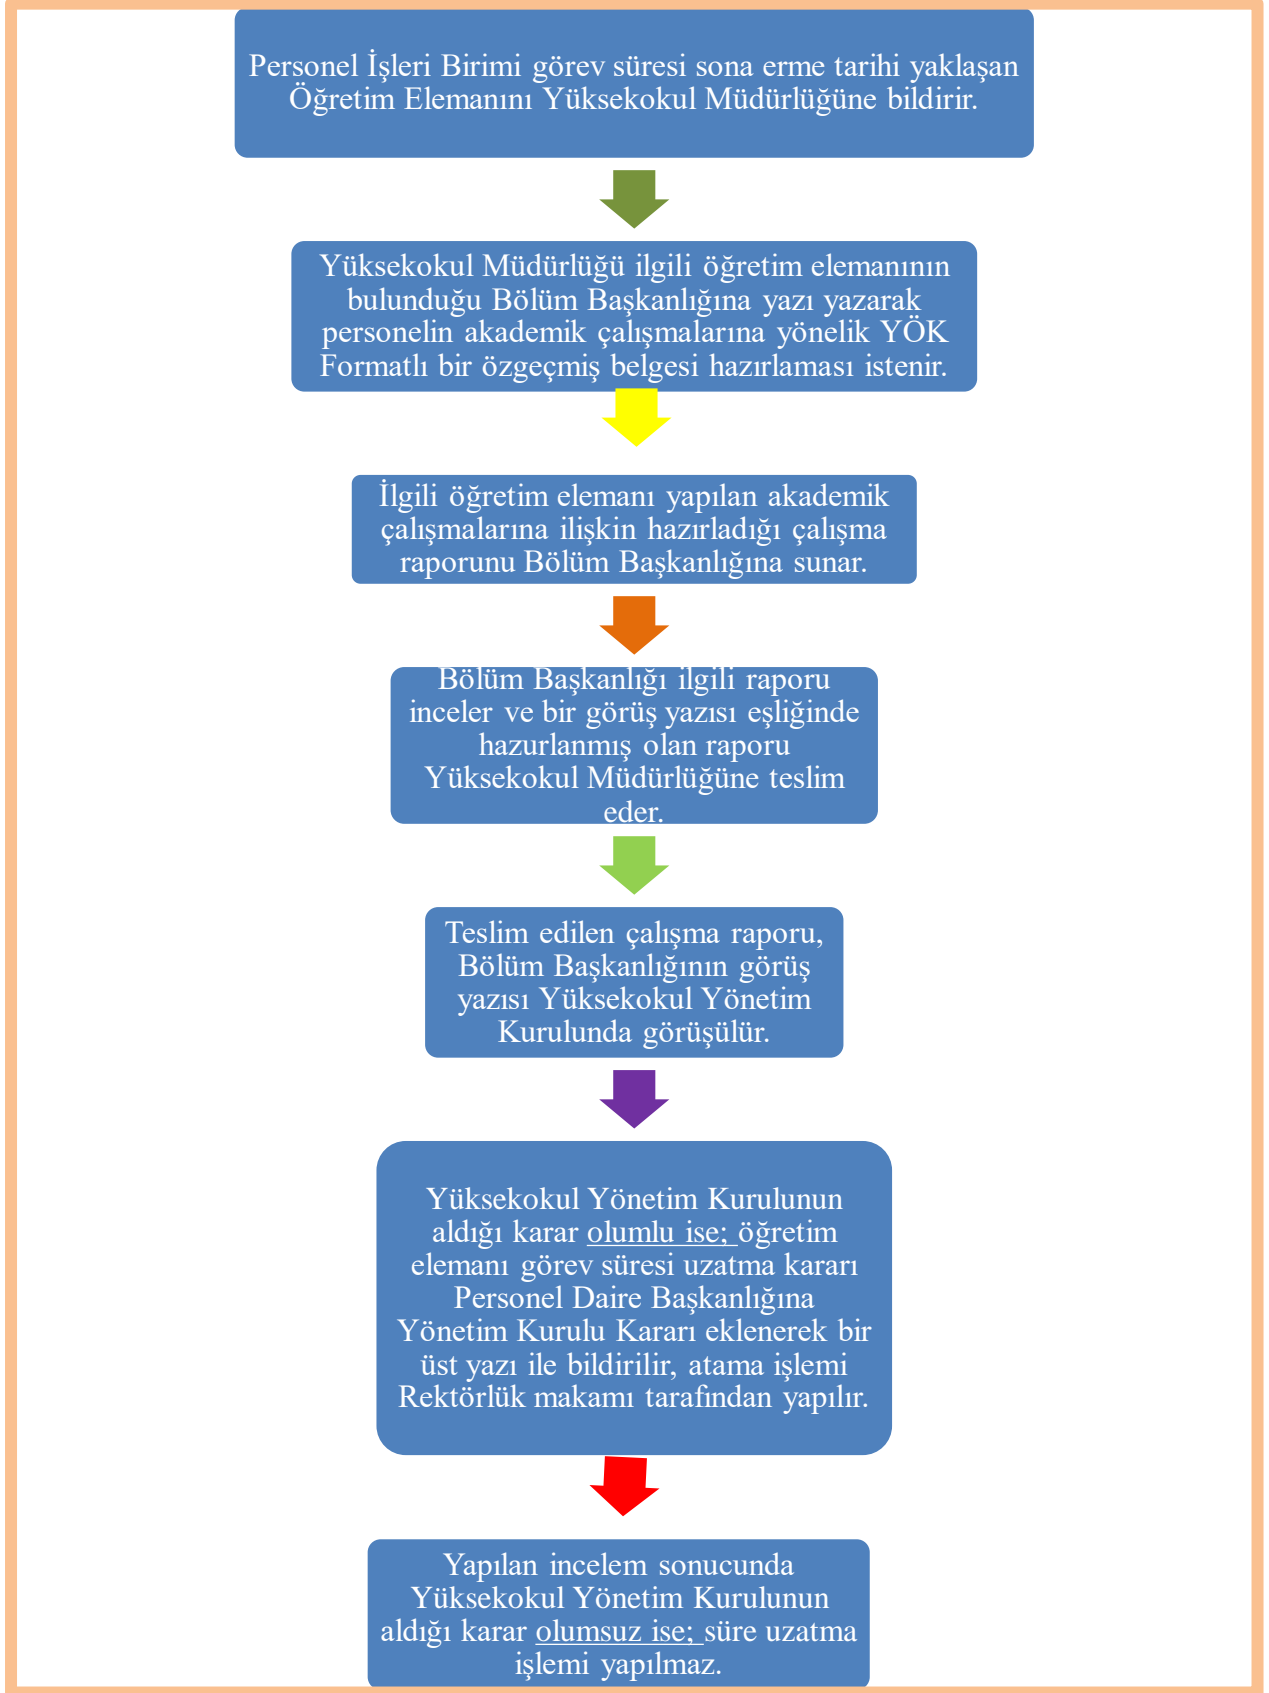 Personel İşleri Birimi görev süresi sona erme tarihi yaklaşan
Öğretim Elemanını Yüksekokul Müdürlüğüne bildirir.
Yüksekokul Müdürlüğü ilgili öğretim elemanının
bulunduğu Bölüm Başkanlığına yazı yazarak
personelin akademik çalışmalarına yönelik YÖK
Formatlı bir özgeçmiş belgesi hazırlaması istenir.
İlgili öğretim elemanı yapılan akademik
çalışmalarına ilişkin hazırladığı çalışma
raporunu Bölüm Başkanlığına sunar.
Bölüm Başkanlığı ilgili raporu
inceler ve bir görüş yazısı eşliğinde
hazurlanmış olan raporu
Yüksekokul Müdürlüğüne teslim
eder.
Teslim edilen çalışma raporu,
Bölüm Başkanlığının görüş
yazısı Yüksekokul Yönetim
Kurulunda görüşülür.
Yüksekokul Yönetim Kurulunun
aldığı karar olumlu ise; öğretim
elemanı görev süresi uzatma kararı
Personel Daire Başkanlığına
Yönetim Kurulu Kararı eklenerek bir
üst yazı ile bildirilir, atama işlemi
Rektörlük makamı tarafından yapılır.
Yapılan incelem sonucunda
Yüksekokul Yönetim Kurulunun
aldığı karar olumsuz ise; süre uzatma
işlemi yapılmaz.